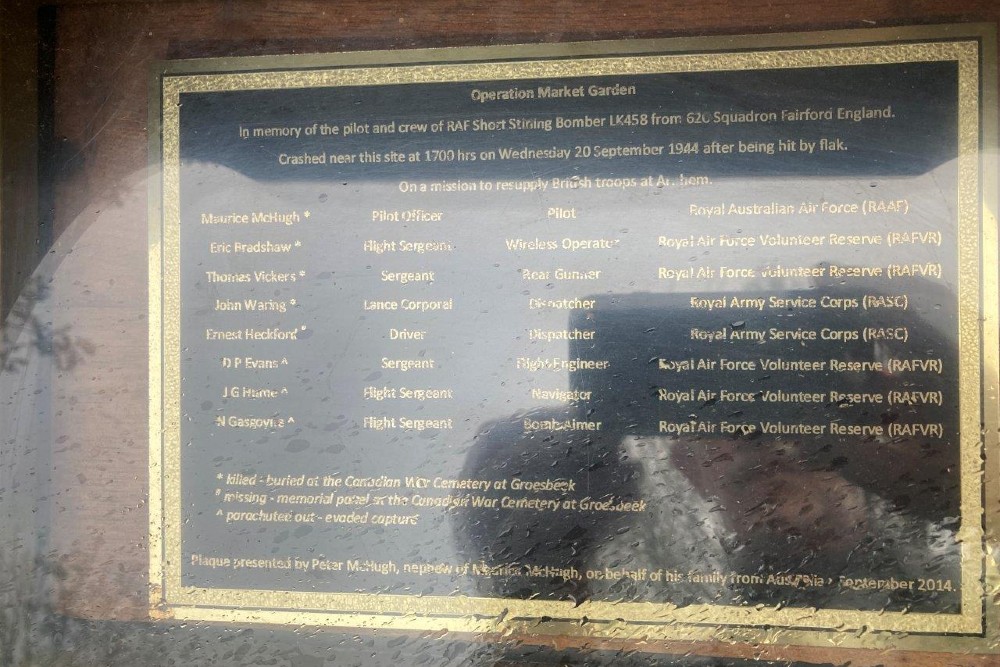 Operation Market Garden
In memory of the pilot and crew of RAF Short Stirling Bomber LK458 from 620 Squadron Fairford England.
Crashed near this site at 1700 hrs on Wednesday 20 September 1944 after being hit by flak.
On a mission to resupply British troops at Arnhem.
Maurice McHugh * Pilot Officer Pilot Royal Australian Air Force (RAAF)
Eric Bradshaw * Flight Sergeant Wireless Operator Royal Air Force Volunteer Reserve (RAFVR)
Thomas Vickers # Sergeant Rear Gunner Royal Air Force Volunteer Reserve (RAFVR)
John Waring * Lance Corporal Dispatcher Royal Army Service Corps (RASC)
Ernest Heckford # Driver Dispatcher Royal Army Service Corps (RASC)
D P Evans ^ Sergeant Flight Engineer Royal Air Force Volunteer Reserve (RAFVR)
J G Hume ^ Flight Sergeant Navigator Royal Air Force Volunteer Reserve (RAFVR)
N Gasgoyne ^ Flight Sergeant Bomb Aimer Royal Air Force Volunteer Reserve (RAFVR)
* killed - buried at the Canadian War Cemetery at Groesbeek
# missing - memorial panel at the Canadian War Cemetery at Groesbeek
^ parachuted out - evaded capture
Plaque presented by Peter McHugh, nephew of Maurice McHugh, on behalf of his family from Australia, September 2014.